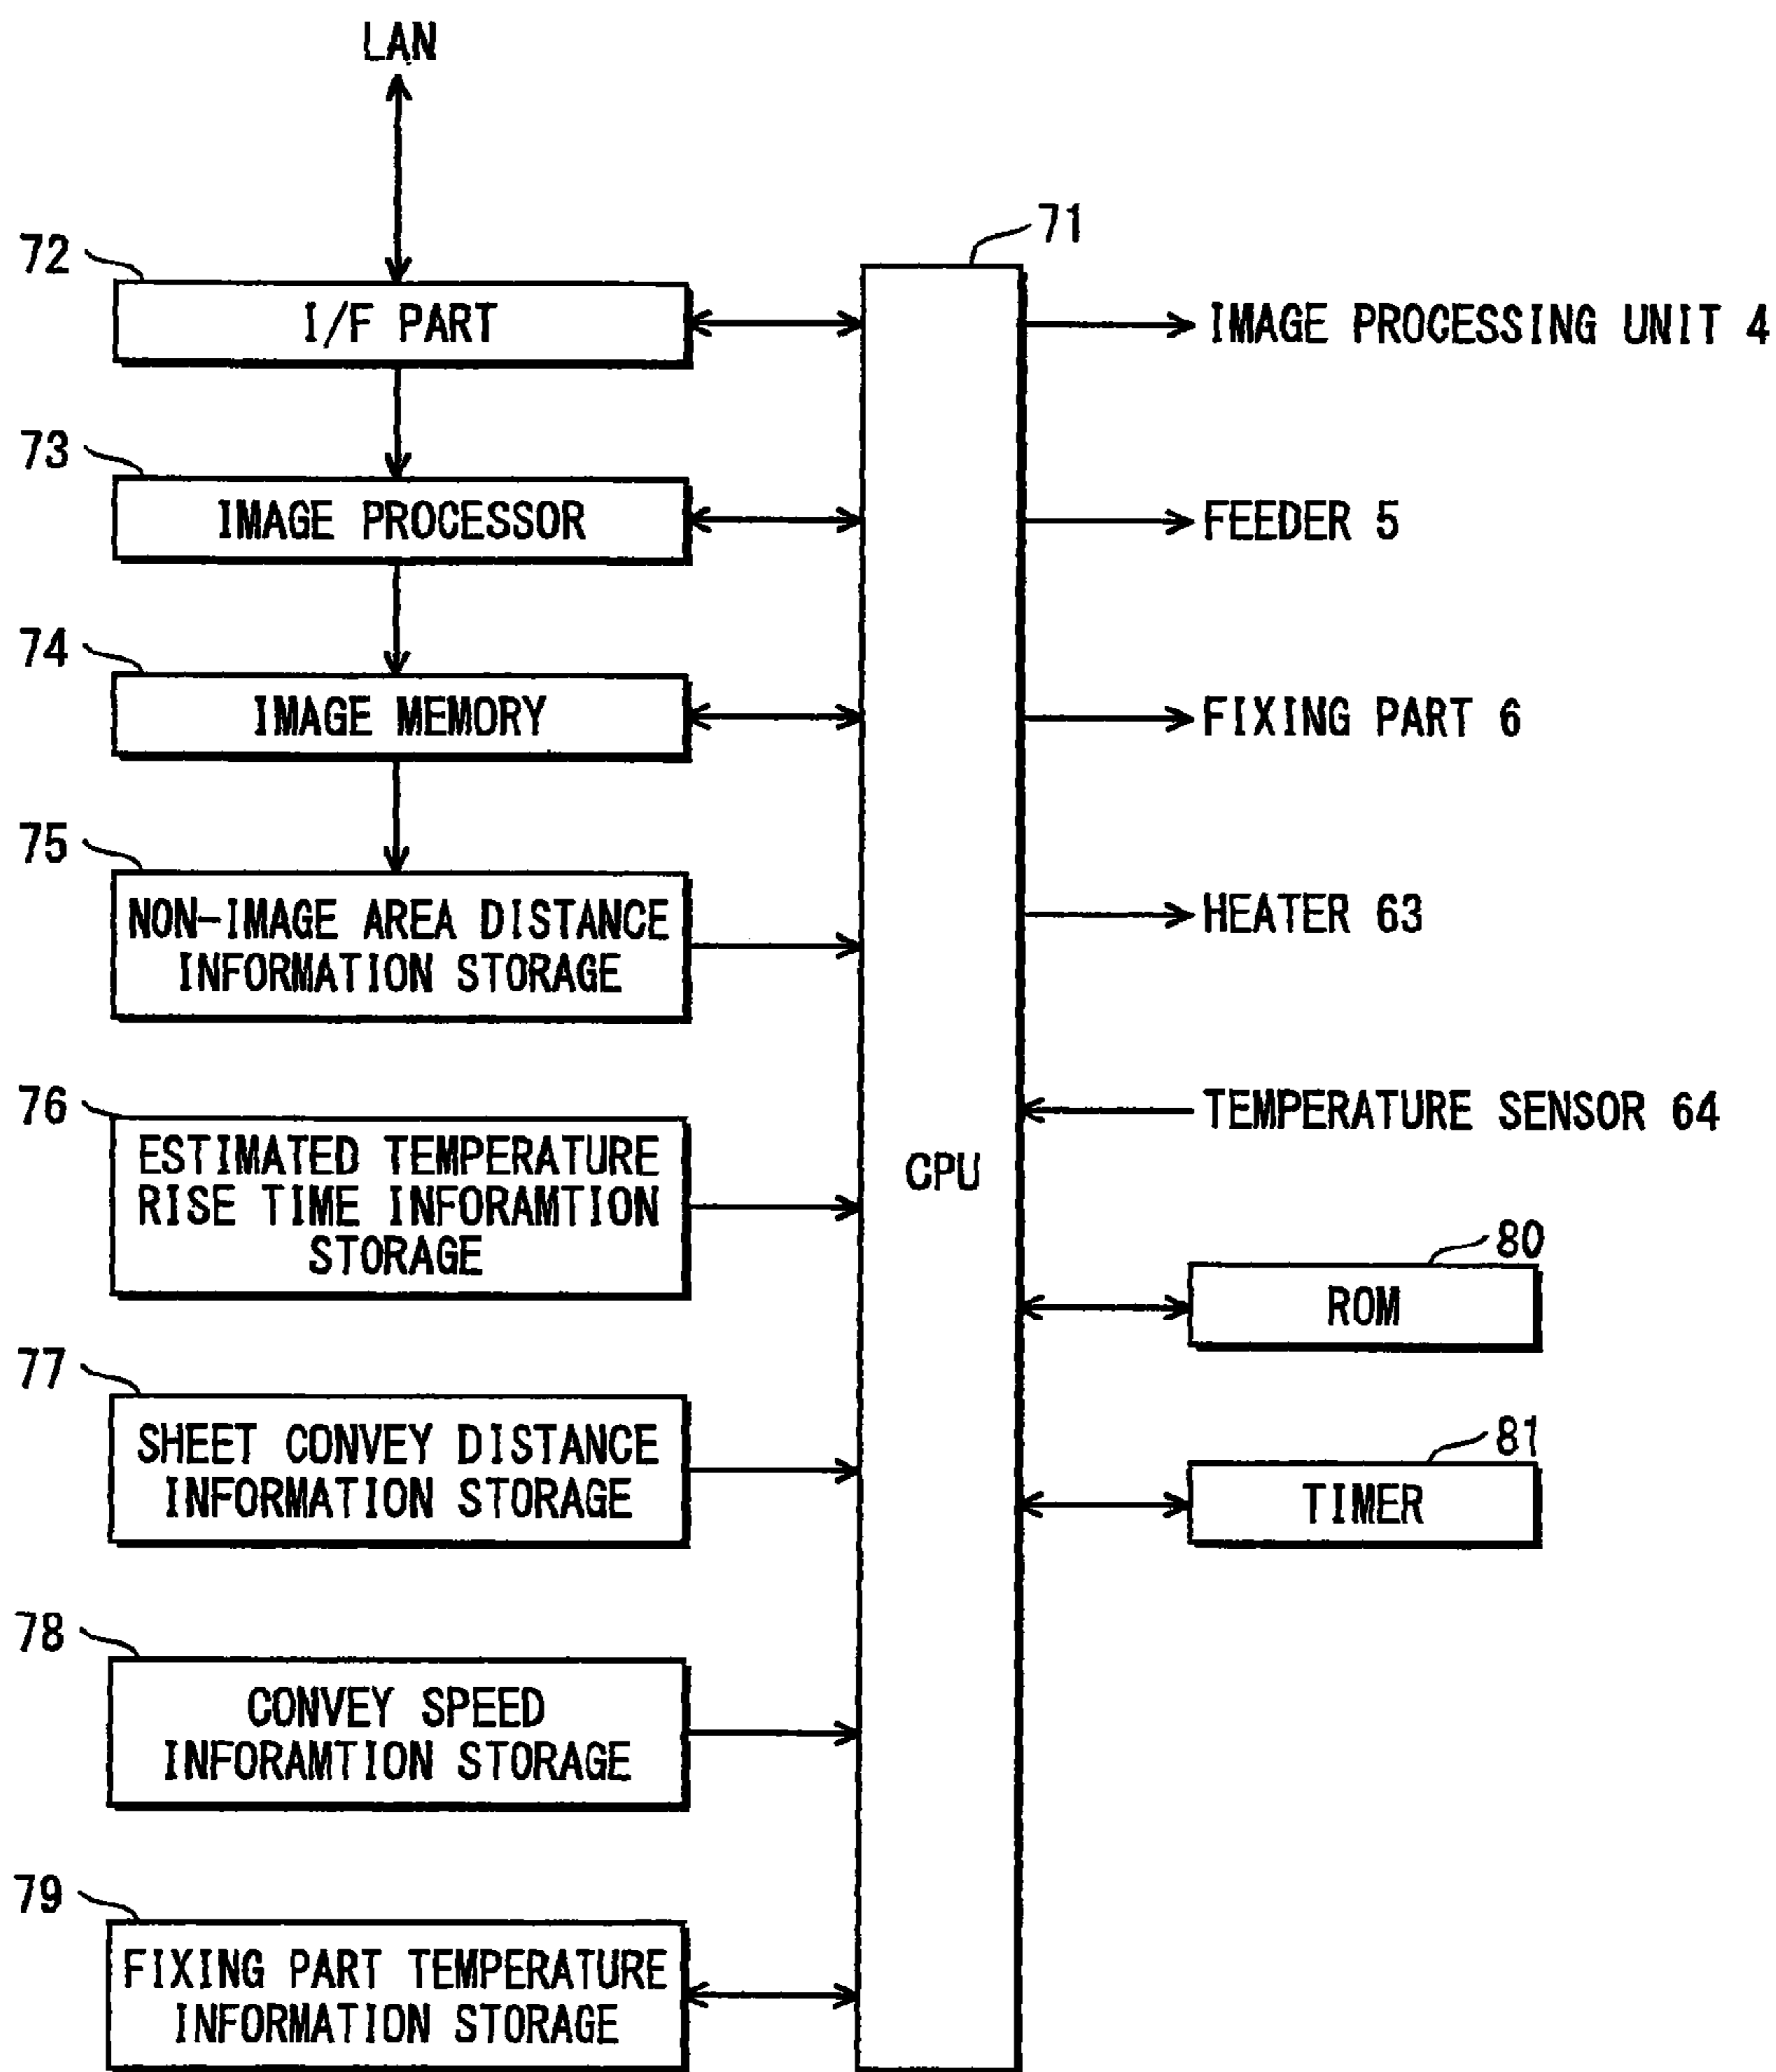 LAN
71
72
I/F PART
IMAGE PROCESSING UNIT 4
73
IMAGE PROCESSOR
FEEDER 5
74
IMAGE MEMORY
FIXING PART 6
75
NON-IMAGE AREA DISTANCE
INFORMATION STORAGE
HEATER 63
76
ESTIMATED TEMPERATURE
RISE TIME INFORAMTION
STORAGE
TEMPERATURE SENSOR 64
CPU
80
ROM
77
SHEET CONVEY DISTANCE
INFORMATION STORAGE
81
TIMER
78
CONVEY SPEED
INFORAMTION STORAGE
79
FIXING PART TEMPERATURE
INFORMATION STORAGE